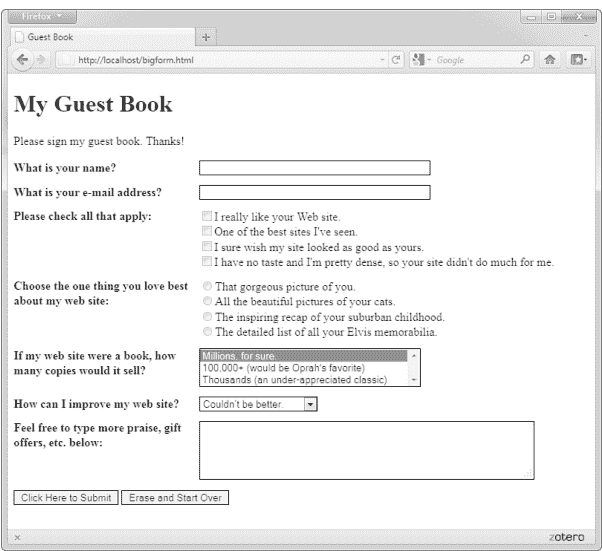 Firefox
Guest Book
http://localhost/bigform.html
Google
My Guest Book
Please sign my guest book. Thanks!
What is your name?
What is your e-mail address?
Please check all that apply:
I really like your Web site.
One of the best sites I've seen.
I sure wish my site looked as good as yours.
I have no taste and I'm pretty dense, so your site didn't do much for me.
Choose the one thing you love best
about my web site:
That gorgeous picture of you.
All the beautiful pictures of your cats.
The inspiring recap of your suburban childhood.
The detailed list of all your Elvis memorabilia.
If my web site were a book, how
many copies would it sell?
Millions, for sure.
100,000+ (would be Oprah's favorite)
Thousands (an under-appreciated classic)
How can I improve my web site?
Couldn't be better.
Feel free to type more praise, gift
offers, etc. below:
Click Here to Submit
Erase and Start Over
zotero